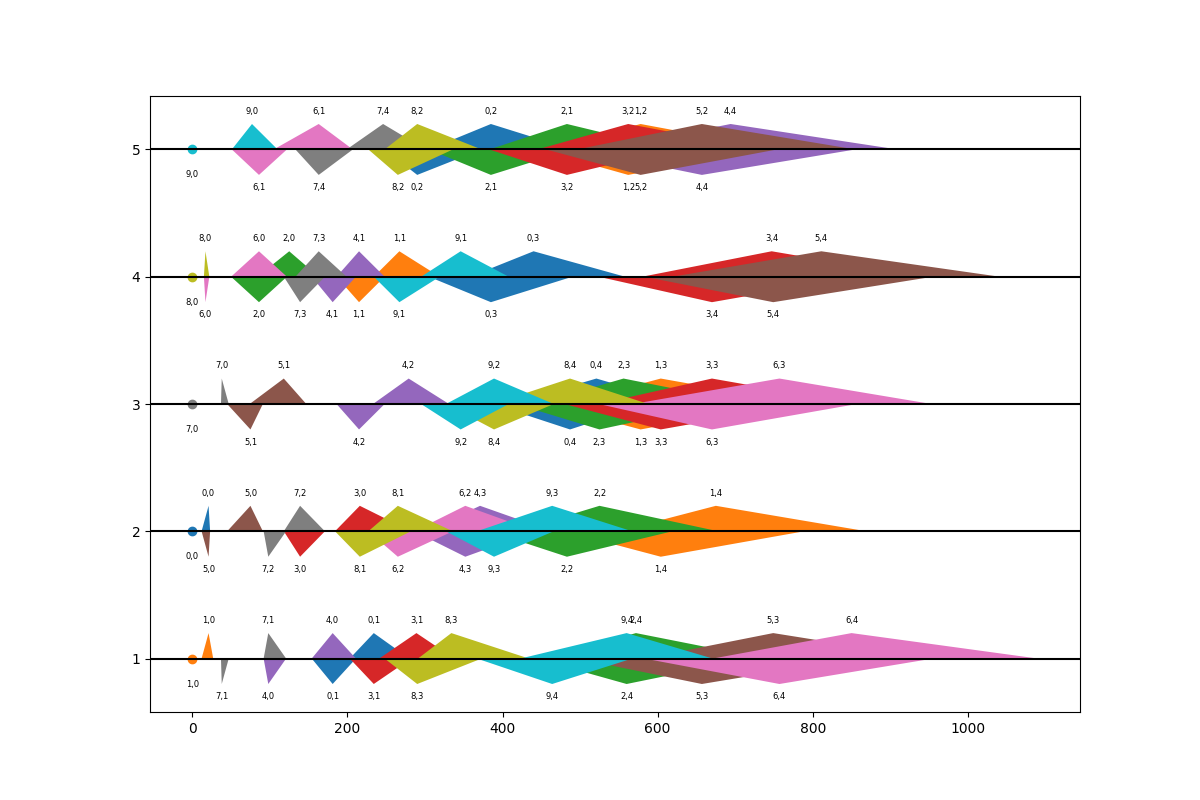 9,0 6,1 7,4 8,2 0,2 2,1 3,2 1,2 5,2 4,4
5
9,0 6,1 7,4 8,2 0,2 2,1 3,2 1,2 5,2 4,4
8,0 6,0 2,0 7,3 4,1 1,1 9,1 0,3 3,4 5,4
4
8,0 6,0 2,0 7,3 4,1 1,1 9,1 0,3 3,4 5,4
7,0 5,1 4,2 9,2 8,4 0,4 2,3 1,3 3,3 6,3
3
7,0 5,1 4,2 9,2 8,4 0,4 2,3 1,3 3,3 6,3
0,0 5,0 7,2 3,0 8,1 6,2 4,3 9,3 2,2 1,4
2
0,0 5,0 7,2 3,0 8,1 6,2 4,3 9,3 2,2 1,4
1,0 7,1 4,0 0,1 3,1 8,3 9,4 2,4 5,3 6,4
1
1,0 7,1 4,0 0,1 3,1 8,3 9,4 2,4 5,3 6,4
0 200 400 600 800 1000